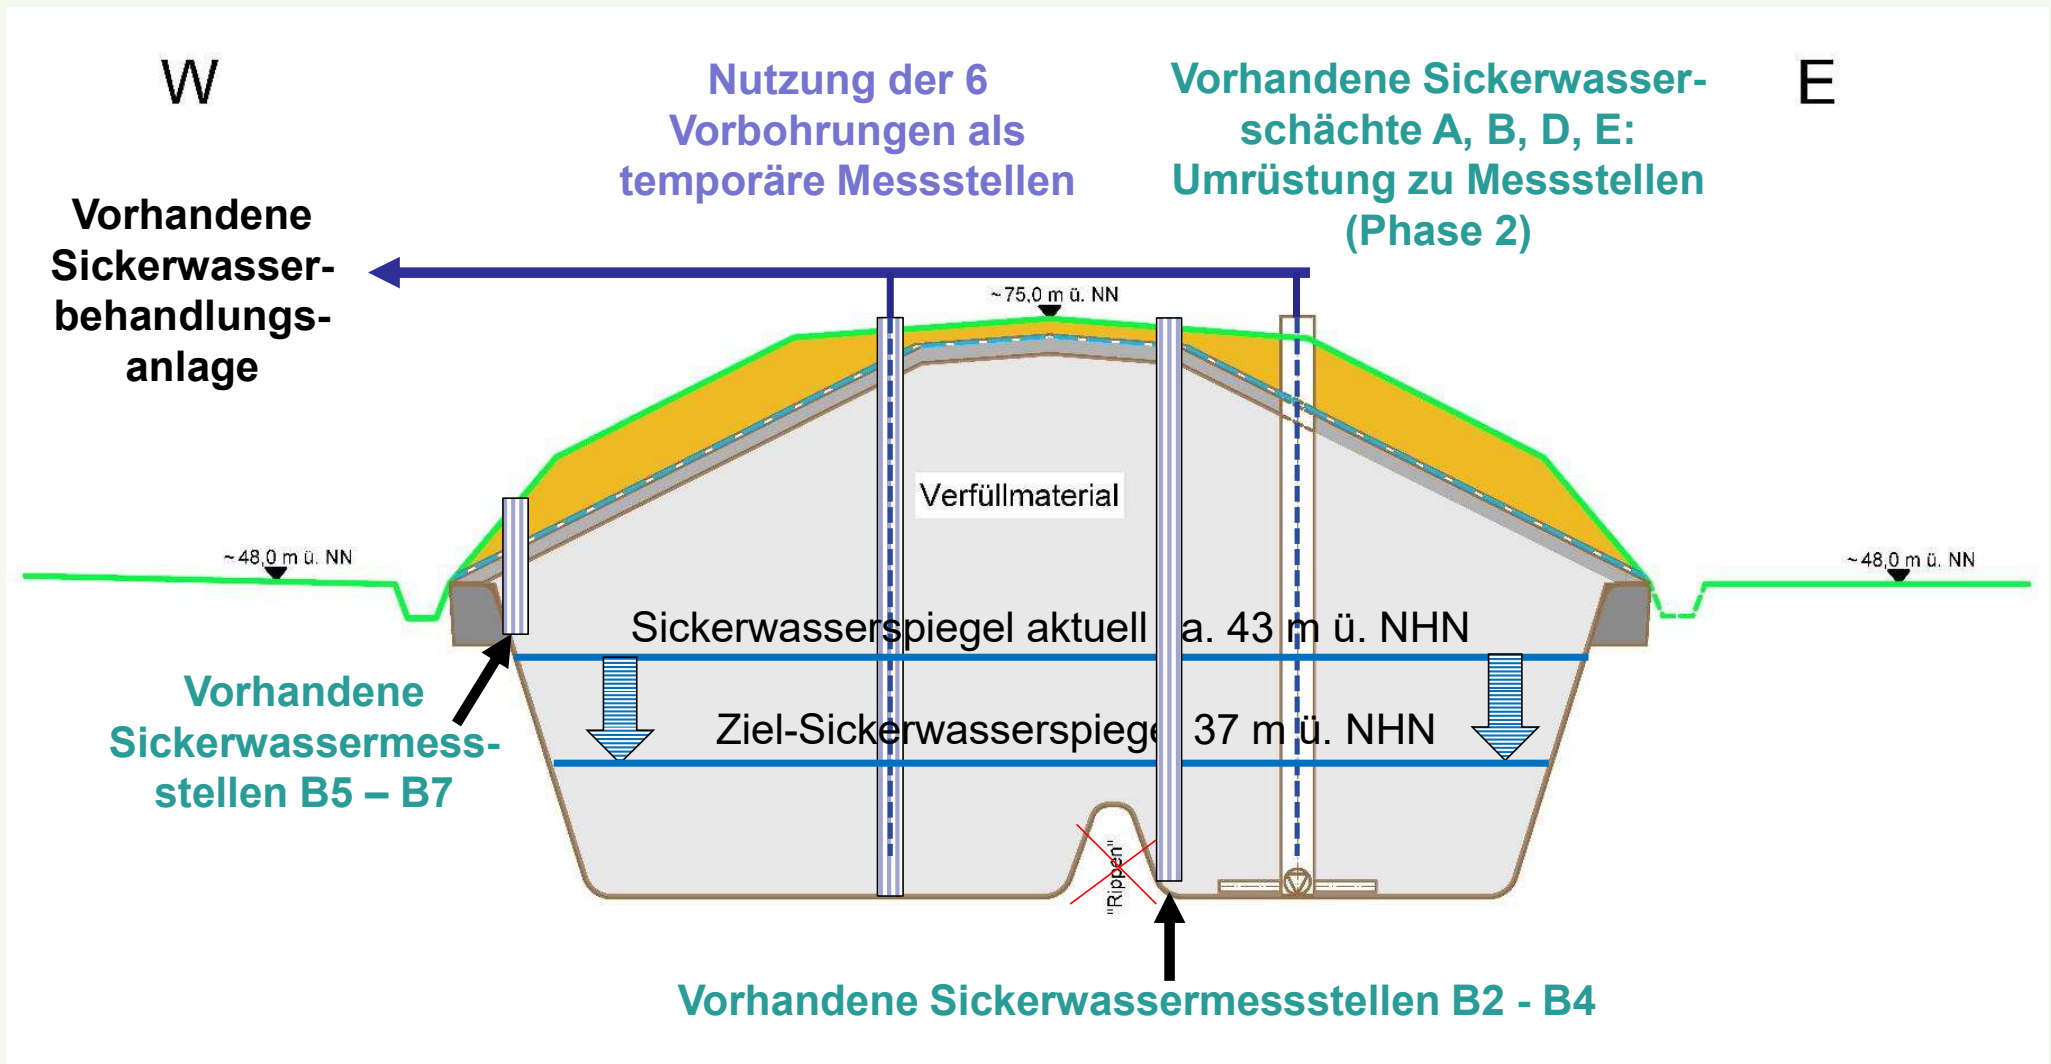 W
Nutzung der 6
Vorbohrungen als
temporäre Messstellen
Vorhandene Sickerwasser-
schächte A, B, D, E:
Umrüstung zu Messstellen
(Phase 2)
E
Vorhandene
Sickerwasser-
behandlungs-
anlage
~75,0 m ü. NN
Verfüllmaterial
~48,0 m ü. NN
~48,0 m ü. NN
Sickerwasserspiegel aktuell a. 43 m ü. NHN
Vorhandene
Sickerwassermess-
stellen B5 – B7
Ziel-Sickerwasserspiege 37 m ü. NHN
"Rippen"
Vorhandene Sickerwassermessstellen B2 - B4